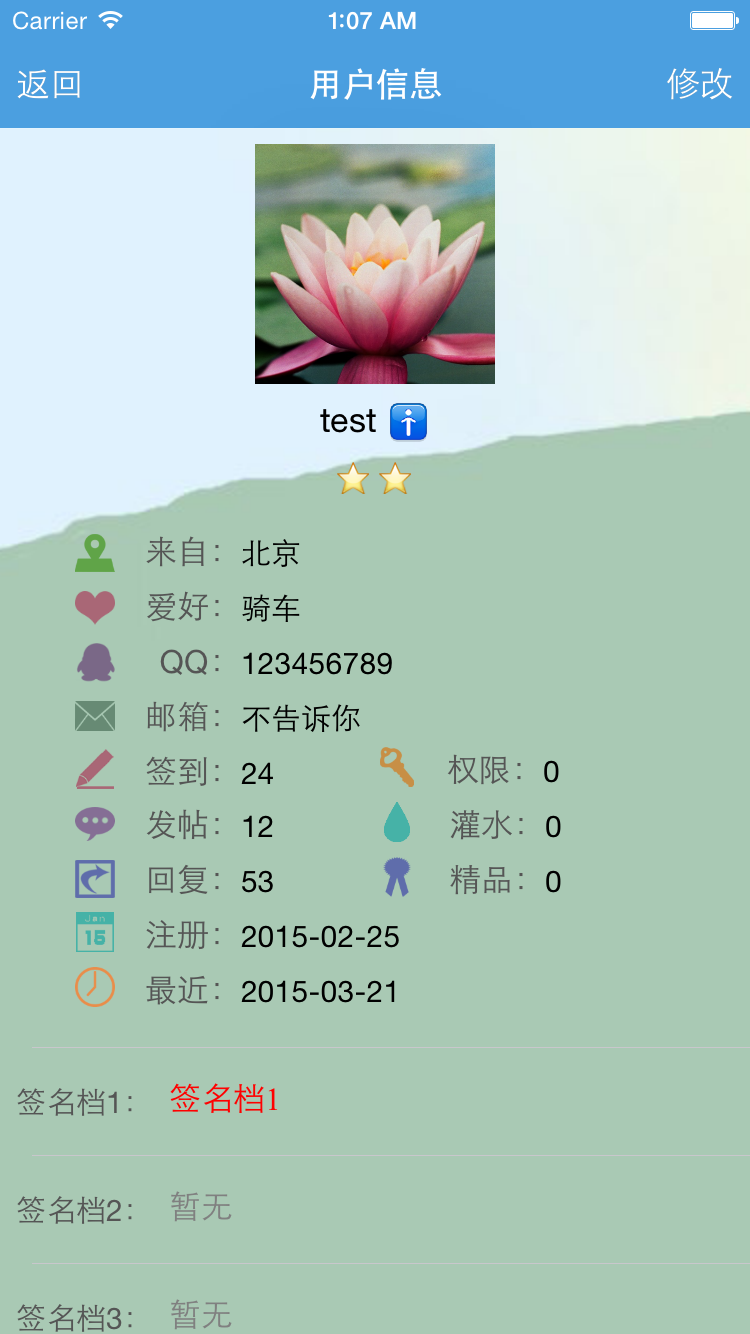 Carrier 1:07 AM
返回 用户信息 修改
test
来自： 北京
爱好： 骑车
QQ： 123456789
邮箱： 不告诉你
签到： 24 权限： 0
发帖： 12 灌水： 0
回复： 53 精品： 0
Jan
15
注册： 2015-02-25
最近： 2015-03-21
签名档1： 签名档1
签名档2： 暂无
签名档3： 暂无